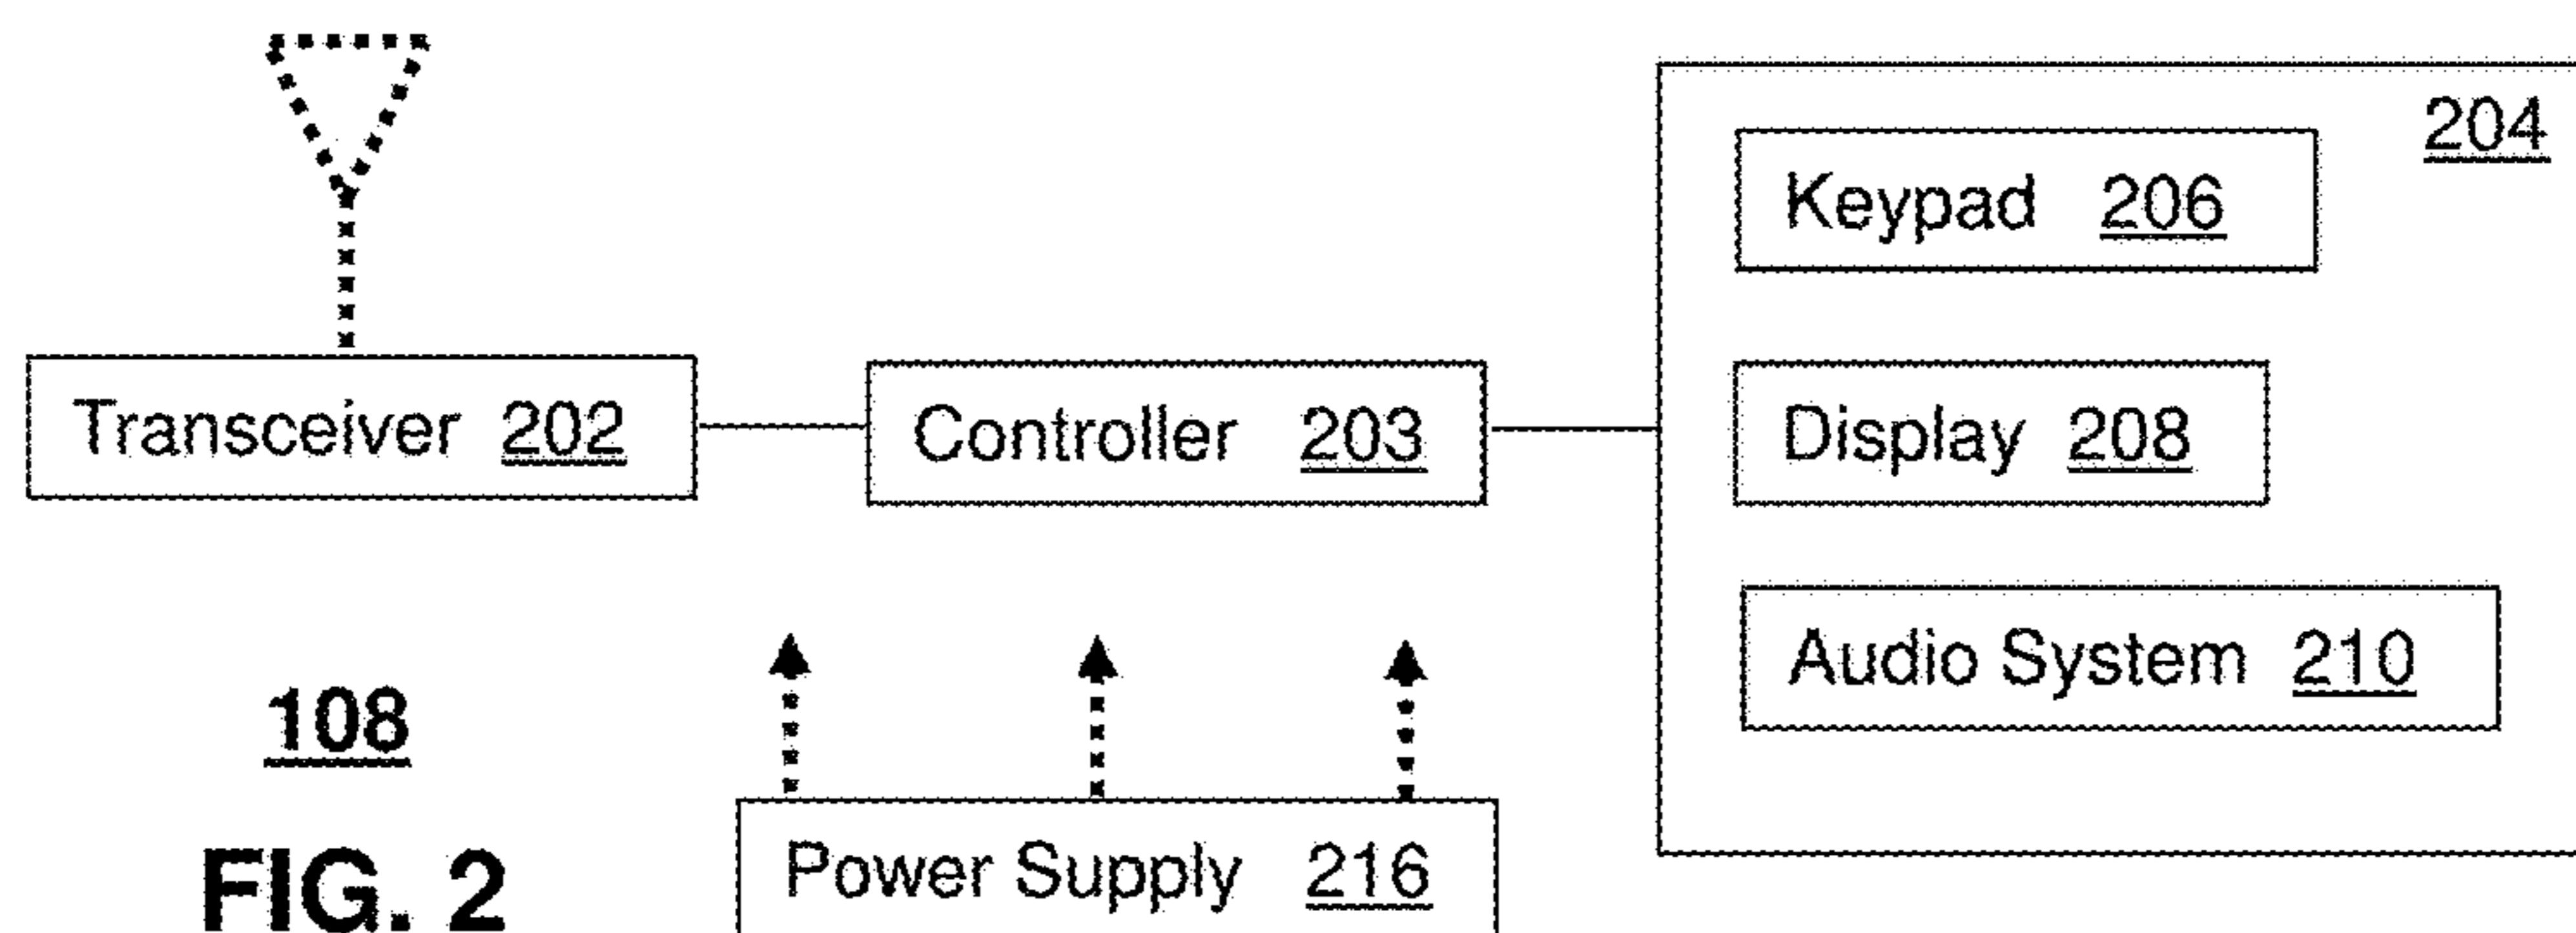 204
Keypad 206
Transceiver 202
Controller 203
Display 208
Audio System 210
108
Power Supply 216
FIG. 2